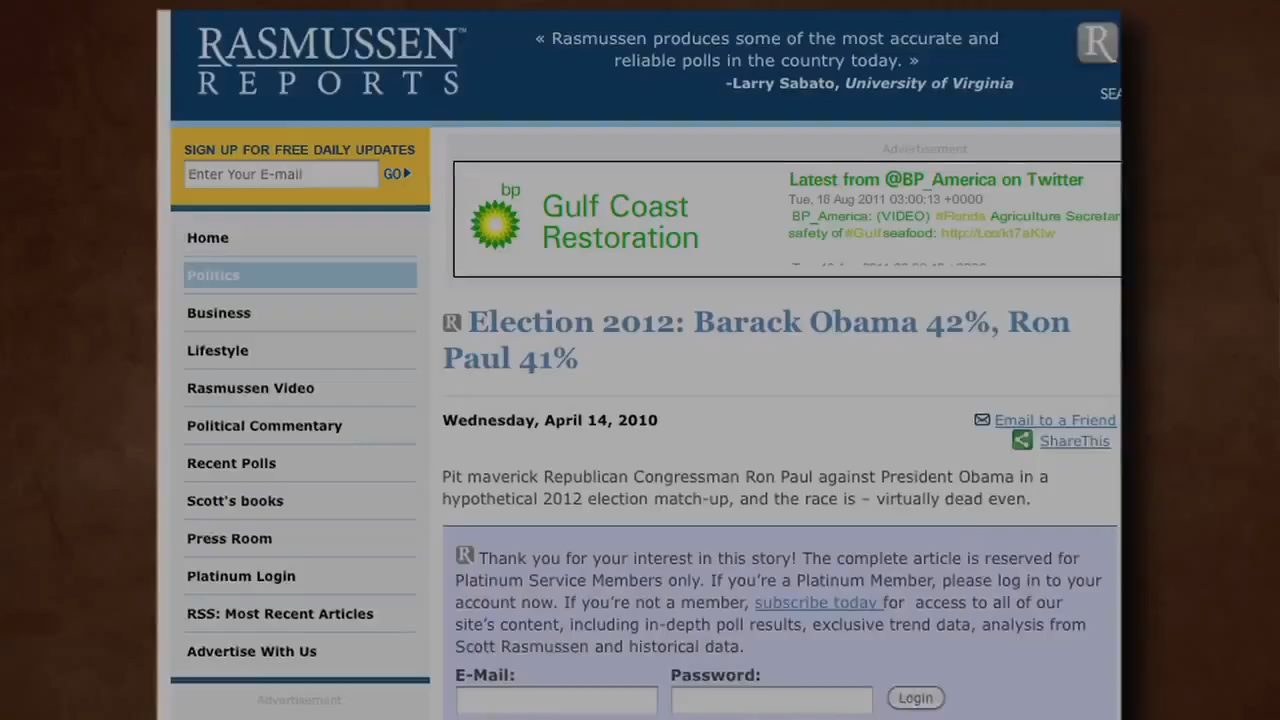 RASMUSSEN™
REPORTS
« Rasmussen produces some of the most accurate and
reliable polls in the country today. »
-Larry Sabato, University of Virginia
R
SEA
SIGN UP FOR FREE DAILY UPDATES
Enter Your E-mail
GO
Home
Politics
Business
Lifestyle
Rasmussen Video
Political Commentary
Recent Polls
Scott's books
Press Room
Platinum Login
RSS: Most Recent Articles
Advertise With Us
Advertisement
Advertisement
bp
Gulf Coast
Restoration
Latest from @BP_America on Twitter
Tue, 16 Aug 2011 03:00:13 +0000
BP_America: (VIDEO) #Florida Agriculture Secretar
safety of #Gulf seafood:
R Election 2012: Barack Obama 42%, Ron
Paul 41%
Wednesday, April 14, 2010
Email to a Friend
ShareThis
Pit maverick Republican Congressman Ron Paul against President Obama in a
hypothetical 2012 election match-up, and the race is – virtually dead even.
R Thank you for your interest in this story! The complete article is reserved for
Platinum Service Members only. If you're a Platinum Member, please log in to your
account now. If you're not a member, subscribe today for access to all of our
site's content, including in-depth poll results, exclusive trend data, analysis from
Scott Rasmussen and historical data.
E-Mail:
Password:
Login